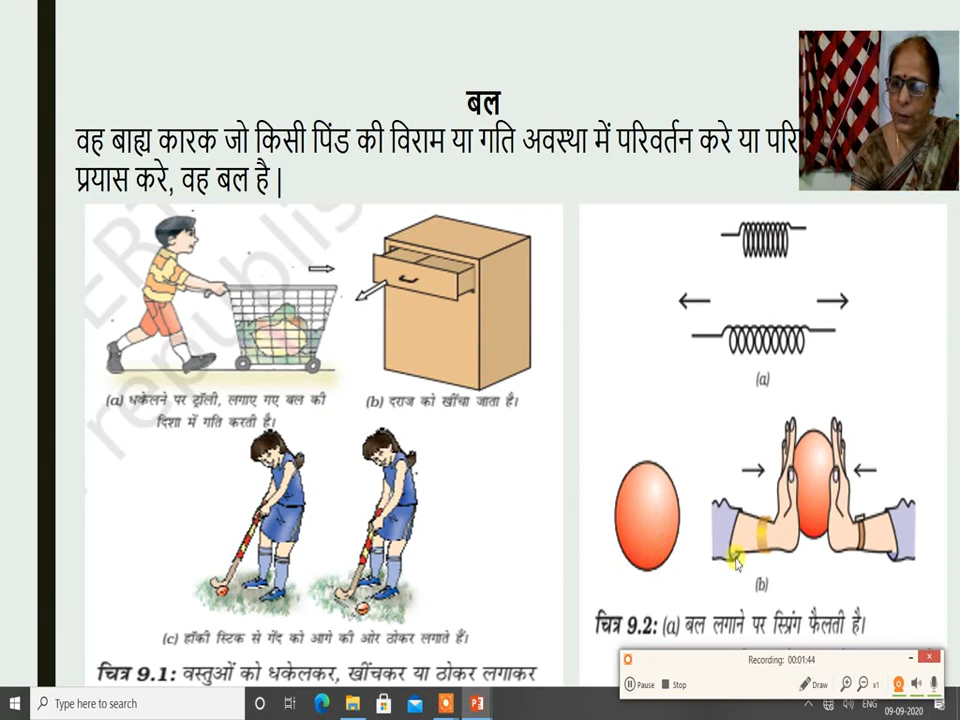 बल
वह बाह्य कारक जो किसी पिंड की विराम या गति अवस्था में परिवर्तन करे या
प्रयास करे, वह बल है |
(a) धकेलने पर ट्रॉली, लगाए गए बल की
दिशा में गति करती है।
(b) दराज को खींचा जाता है।
(c) हॉकी स्टिक से गेंद को आगे की ओर ठोकर लगाते हैं।
चित्र 9.1: वस्तुओं को धकेलकर, खींचकर या ठोकर लगाकर
(a)
(b)
चित्र 9.2: (a) बल लगाने पर स्प्रिंग फैलती है।
Recording: 00:01:44
Pause
Stop
Draw
x1
Type here to search
ENG
09-09-2020